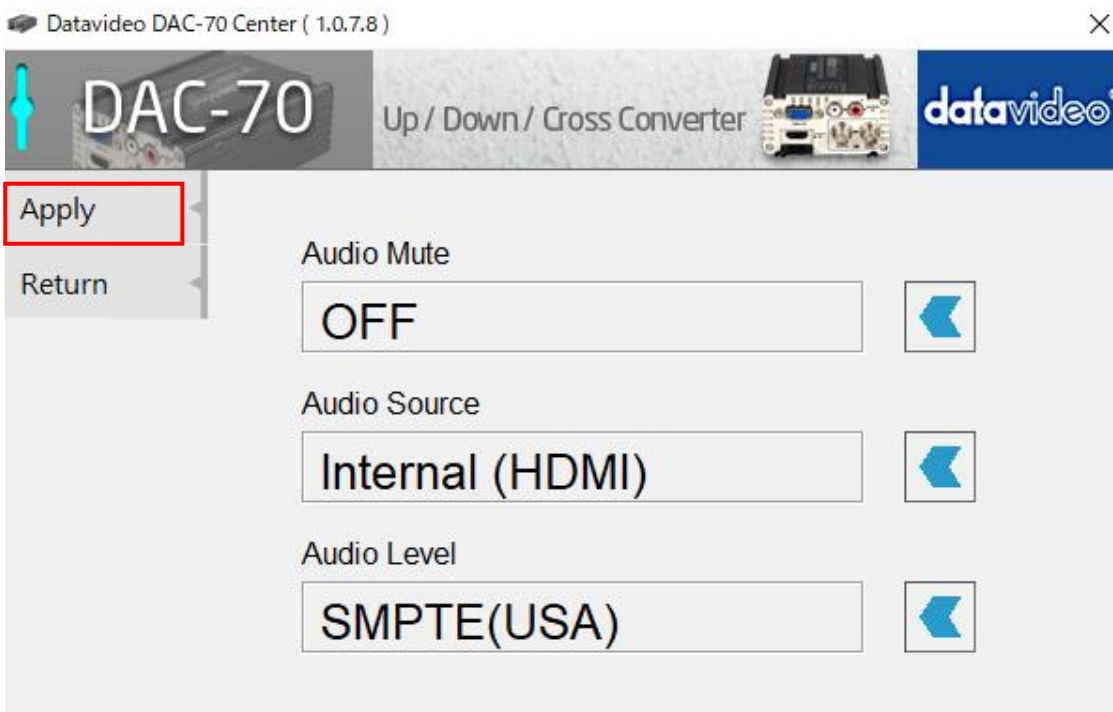 Datavideo DAC-70 Center ( 1.0.7.8 )
DAC-70
Up / Down / Cross Converter
datavideo
Apply
Return
Audio Mute
OFF
Audio Source
Internal (HDMI)
Audio Level
SMPTE(USA)